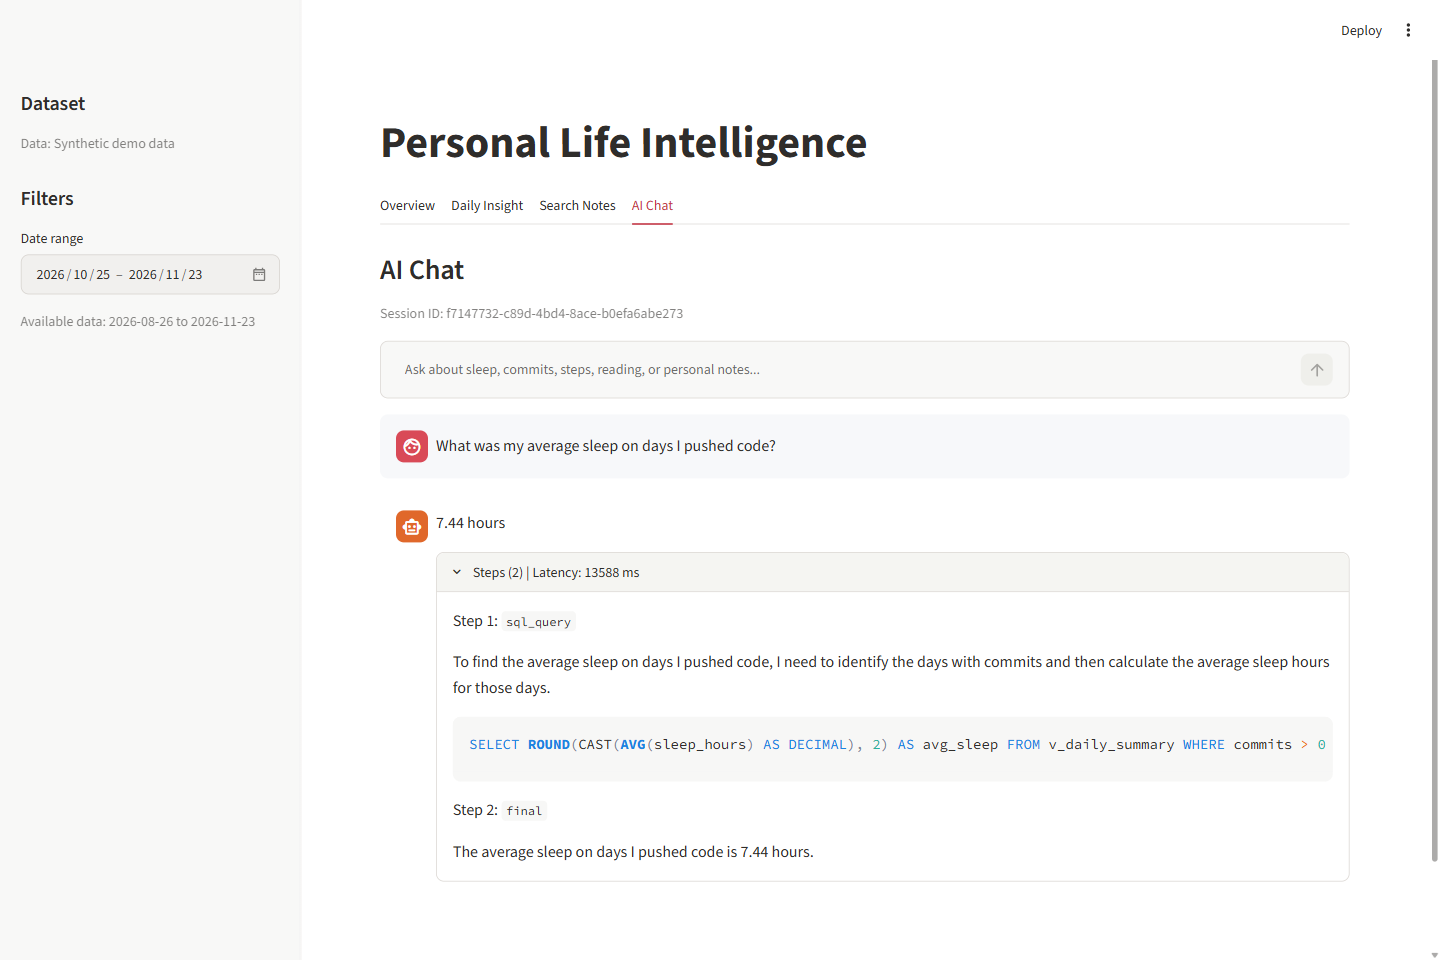 Deploy
Dataset
Data: Synthetic demo data
Filters
Date range
2026/10/25 – 2026/11/23
Available data: 2026-08-26 to 2026-11-23
Personal Life Intelligence
Overview Daily Insight Search Notes AI Chat
AI Chat
Session ID: f7147732-c89d-4bd4-8ace-b0efa6abe273
Ask about sleep, commits, steps, reading, or personal notes...
What was my average sleep on days I pushed code?
7.44 hours
Steps (2) | Latency: 13588 ms
Step 1: sql_query
To find the average sleep on days I pushed code, I need to identify the days with commits and then calculate the average sleep hours
for those days.
SELECT ROUND(CAST(AVG(sleep_hours) AS DECIMAL), 2) AS avg_sleep FROM v_daily_summary WHERE commits > 0
Step 2: final
The average sleep on days I pushed code is 7.44 hours.